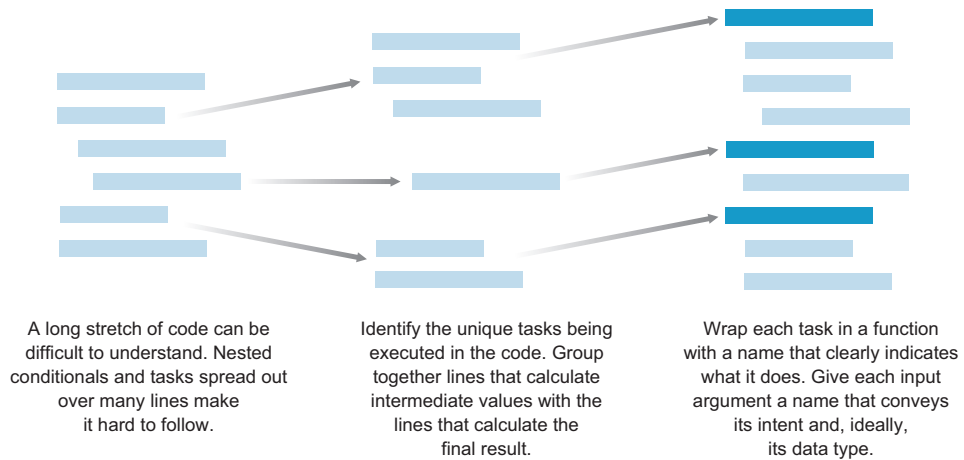 A long stretch of code can be
difficult to understand. Nested
conditionals and tasks spread out
over many lines make
it hard to follow.
Identify the unique tasks being
executed in the code. Group
together lines that calculate
intermediate values with the
lines that calculate the
final result.
Wrap each task in a function
with a name that clearly indicates
what it does. Give each input
argument a name that conveys
its intent and, ideally,
its data type.